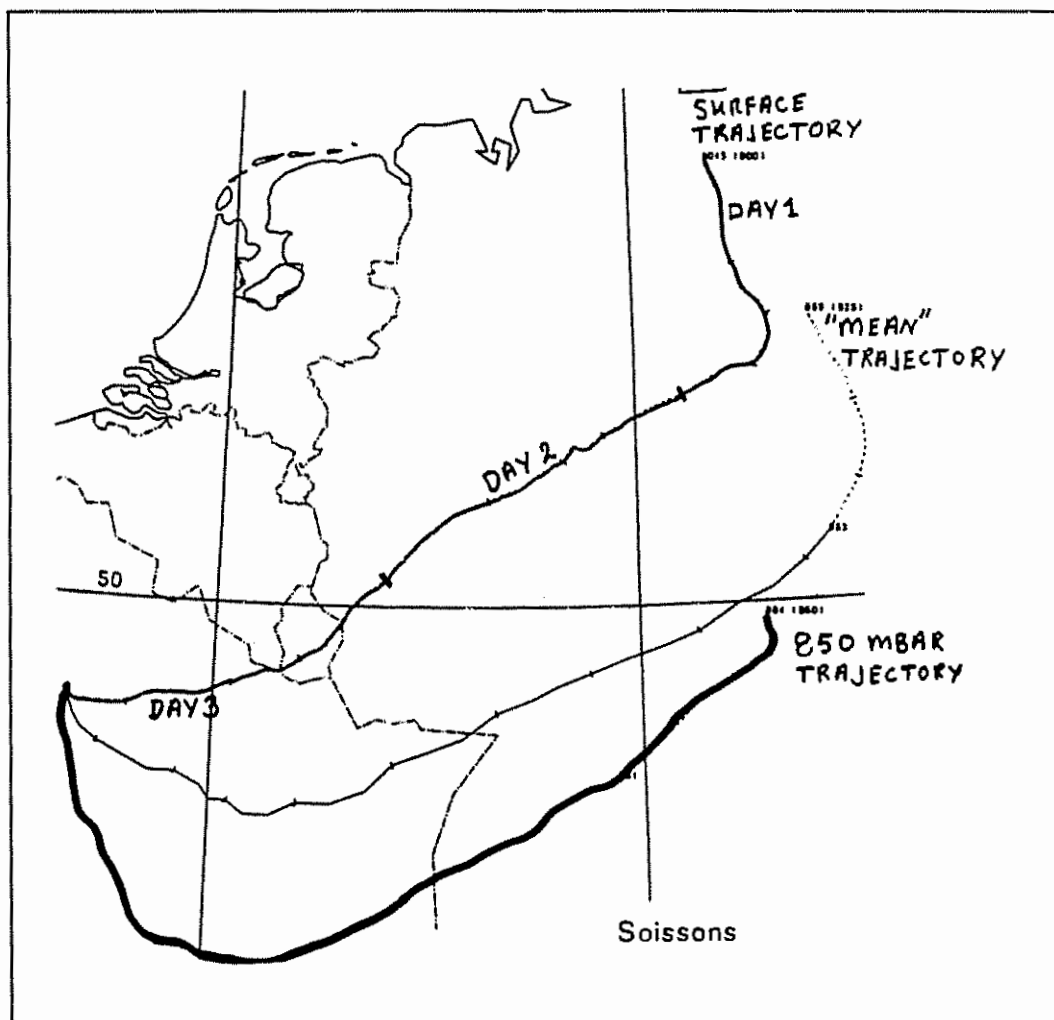 SURFACE
TRAJECTORY
DAY 1
"MEAN"
TRAJECTORY
DAY 2
50
850 MBAR
TRAJECTORY
DAY 3
Soissons